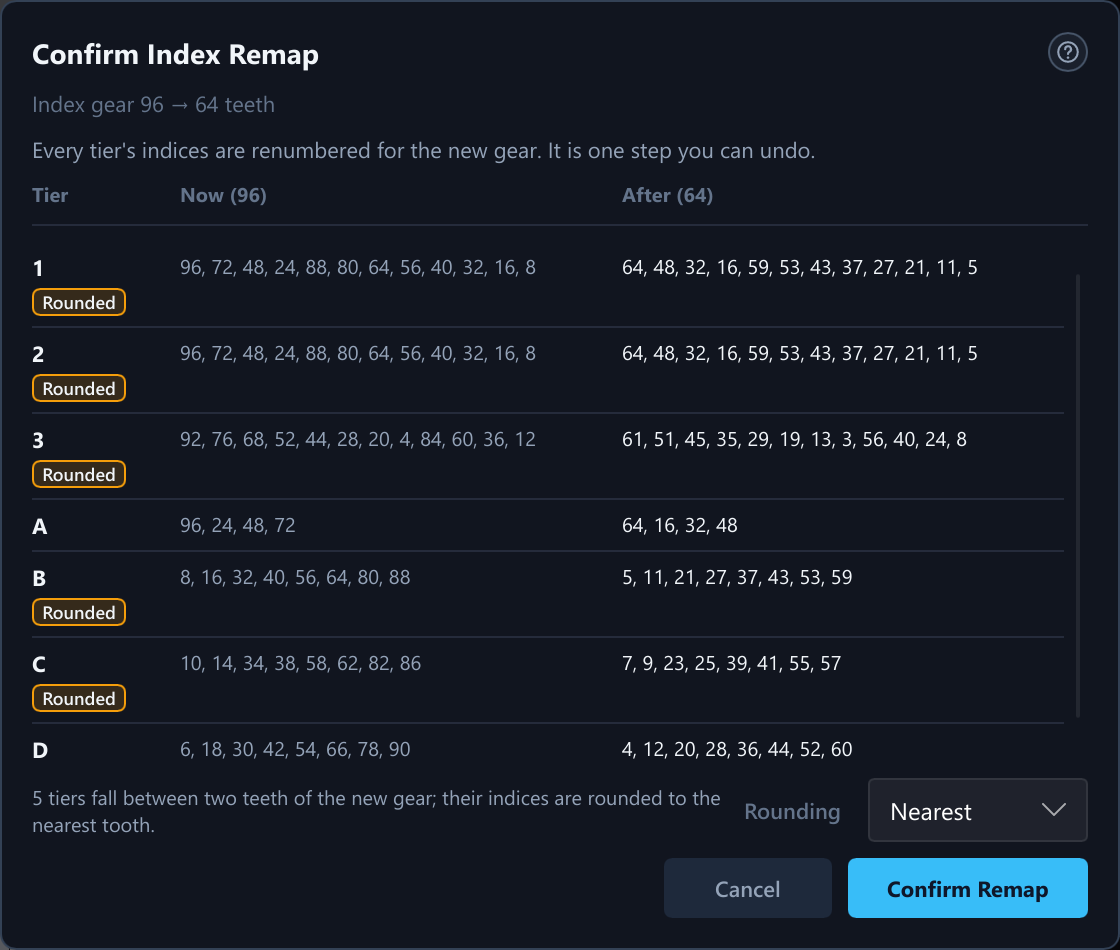 Confirm Index Remap
Index gear 96 → 64 teeth
Every tier's indices are renumbered for the new gear. It is one step you can undo.
Tier Now (96) After (64)
1 96, 72, 48, 24, 88, 80, 64, 56, 40, 32, 16, 8 64, 48, 32, 16, 59, 53, 43, 37, 27, 21, 11, 5
Rounded
2 96, 72, 48, 24, 88, 80, 64, 56, 40, 32, 16, 8 64, 48, 32, 16, 59, 53, 43, 37, 27, 21, 11, 5
Rounded
3 92, 76, 68, 52, 44, 28, 20, 4, 84, 60, 36, 12 61, 51, 45, 35, 29, 19, 13, 3, 56, 40, 24, 8
Rounded
A 96, 24, 48, 72 64, 16, 32, 48
B 8, 16, 32, 40, 56, 64, 80, 88 5, 11, 21, 27, 37, 43, 53, 59
Rounded
C 10, 14, 34, 38, 58, 62, 82, 86 7, 9, 23, 25, 39, 41, 55, 57
Rounded
D 6, 18, 30, 42, 54, 66, 78, 90 4, 12, 20, 28, 36, 44, 52, 60
5 tiers fall between two teeth of the new gear; their indices are rounded to the
nearest tooth.
Rounding Nearest
Cancel Confirm Remap